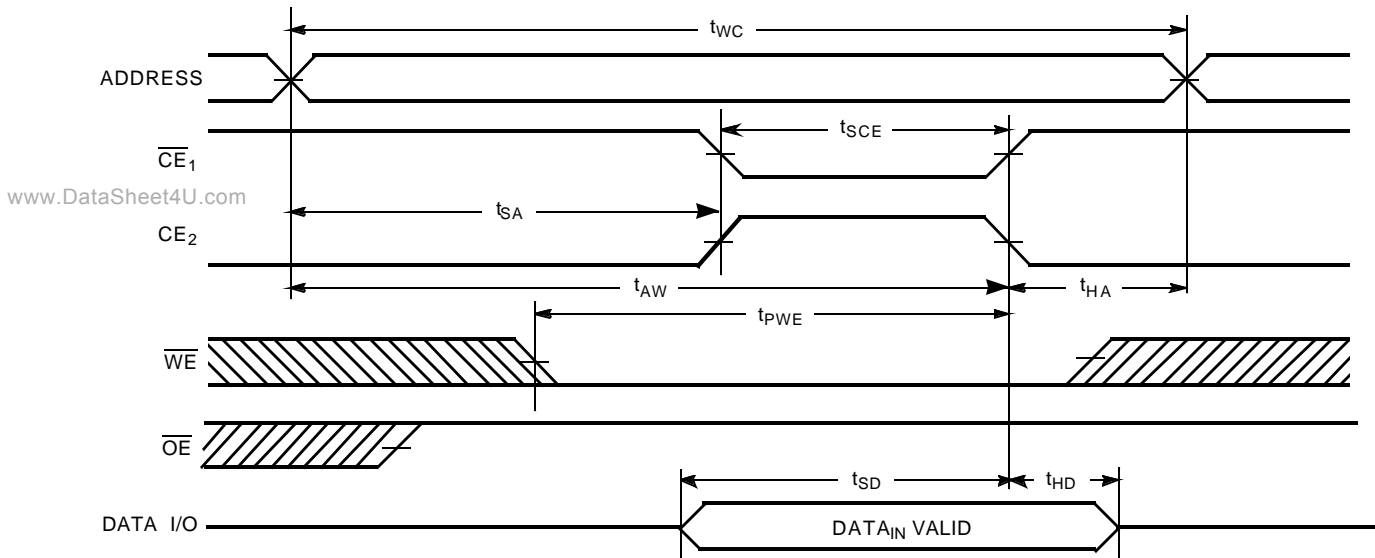 tWC
ADDRESS
tSCE
CE1
www.DataSheet4U.com
tSA
CE2
tAW
tHA
tPWE
WE
OE
tSD
tHD
DATA I/O
DATAIN VALID